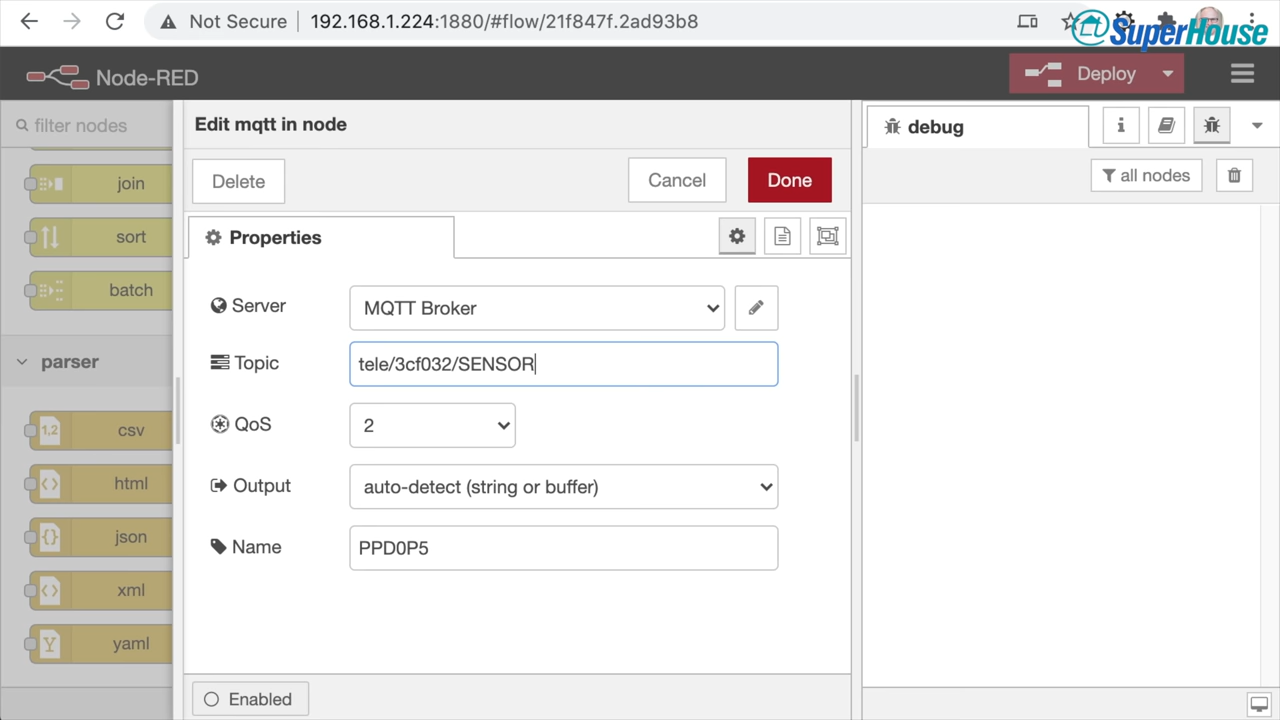 Not Secure
192.168.1.224:1880/#flow/21f847f.2ad93b8
SuperHouse
Node-RED
Deploy
filter nodes
join
sort
batch
parser
csv
1,2
html
json
xml
yaml
Y
Edit mqtt in node
Delete
Cancel
Done
Properties
Server
MQTT Broker
Topic
tele/3cf032/SENSOR
QoS
2
Output
auto-detect (string or buffer)
Name
PPD0P5
Enabled
debug
i
all nodes